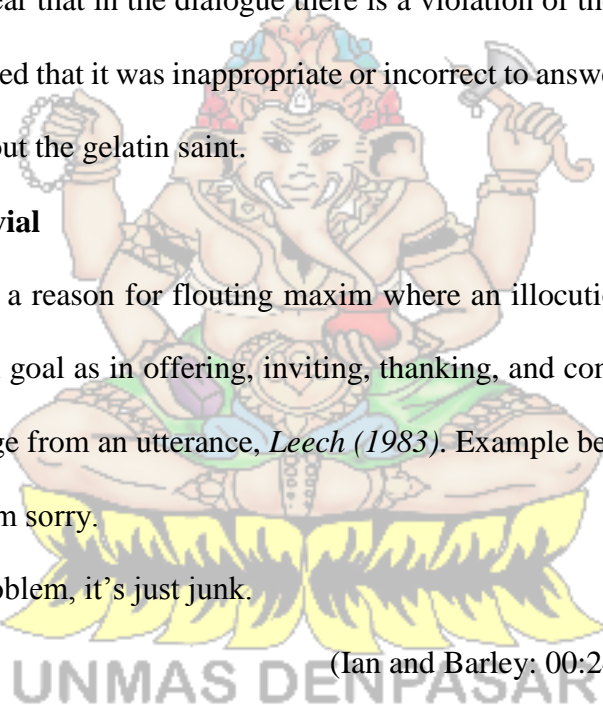 ear that in the dialogue there is a violation of the
ed that it was inappropriate or incorrect to answe
out the gelatin saint.
vial
a reason for flouting maxim where an illocuti
goal as in offering, inviting, thanking, and con
ge from an utterance, Leech (1983). Example be
m sorry.
oblem, it’s just junk.
(Ian and Barley: 00:2
UNMAS DENPASAR